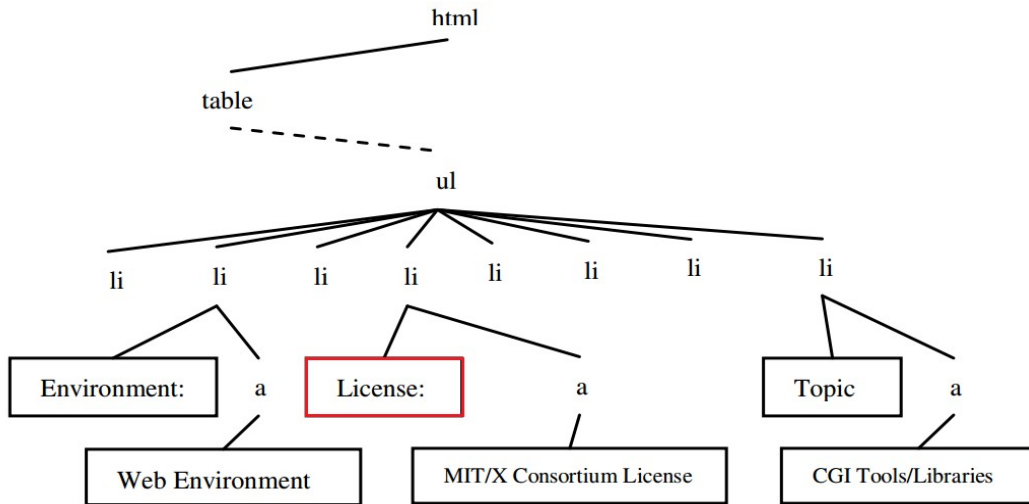 html
table
ul
li li li li li li li li
Environment: a License: a Topic a
Web Environment MIT/X Consortium License CGI Tools/Libraries